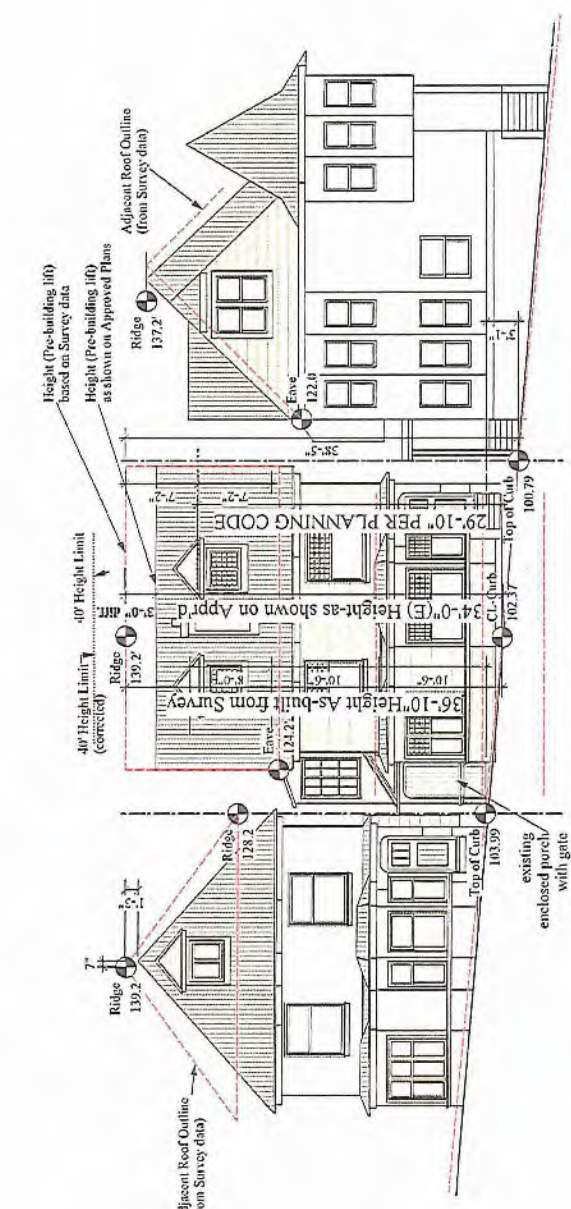 Adjacent Roof Outline
(from Survey data)
Ridge
139.2
7"
Ridge
128.2
Top of Curb
103.99
existing
enclosed porch
with gate
40' Height Limit
(corrected)
40' Height Limit
Ridge
139.2'
3'-0" diff.
Height (Pre-building lift)
based on Survey data
Height (Pre-building lift)
as shown on Approved Plans
Eave
124.2'
36'-10" Height As-built from Survey
34'-0"(E) Height-as shown on Appr'd
29'-10" PER PLANNING CODE
8'-0"
10'-6"
10'-6"
7'-2"
7'-2"
CL-Curb
102.37
Top of Curb
100.79
38'-5"
Ridge
137.2'
Adjacent Roof Outline
(from Survey data)
Eave
122.0
3'-1"